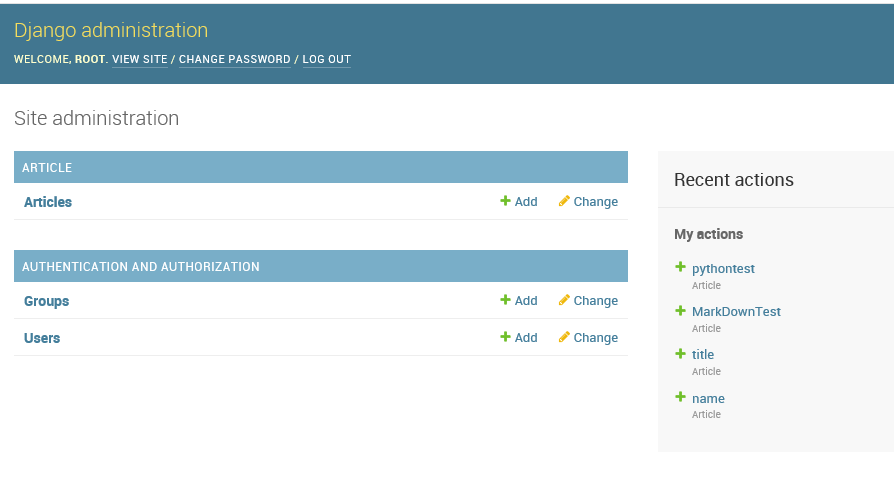 Django administration
WELCOME, ROOT. VIEW SITE / CHANGE PASSWORD / LOG OUT
Site administration
ARTICLE
Articles Add Change
AUTHENTICATION AND AUTHORIZATION
Groups Add Change
Users Add Change
Recent actions
My actions
pythontest
Article
MarkDownTest
Article
title
Article
name
Article